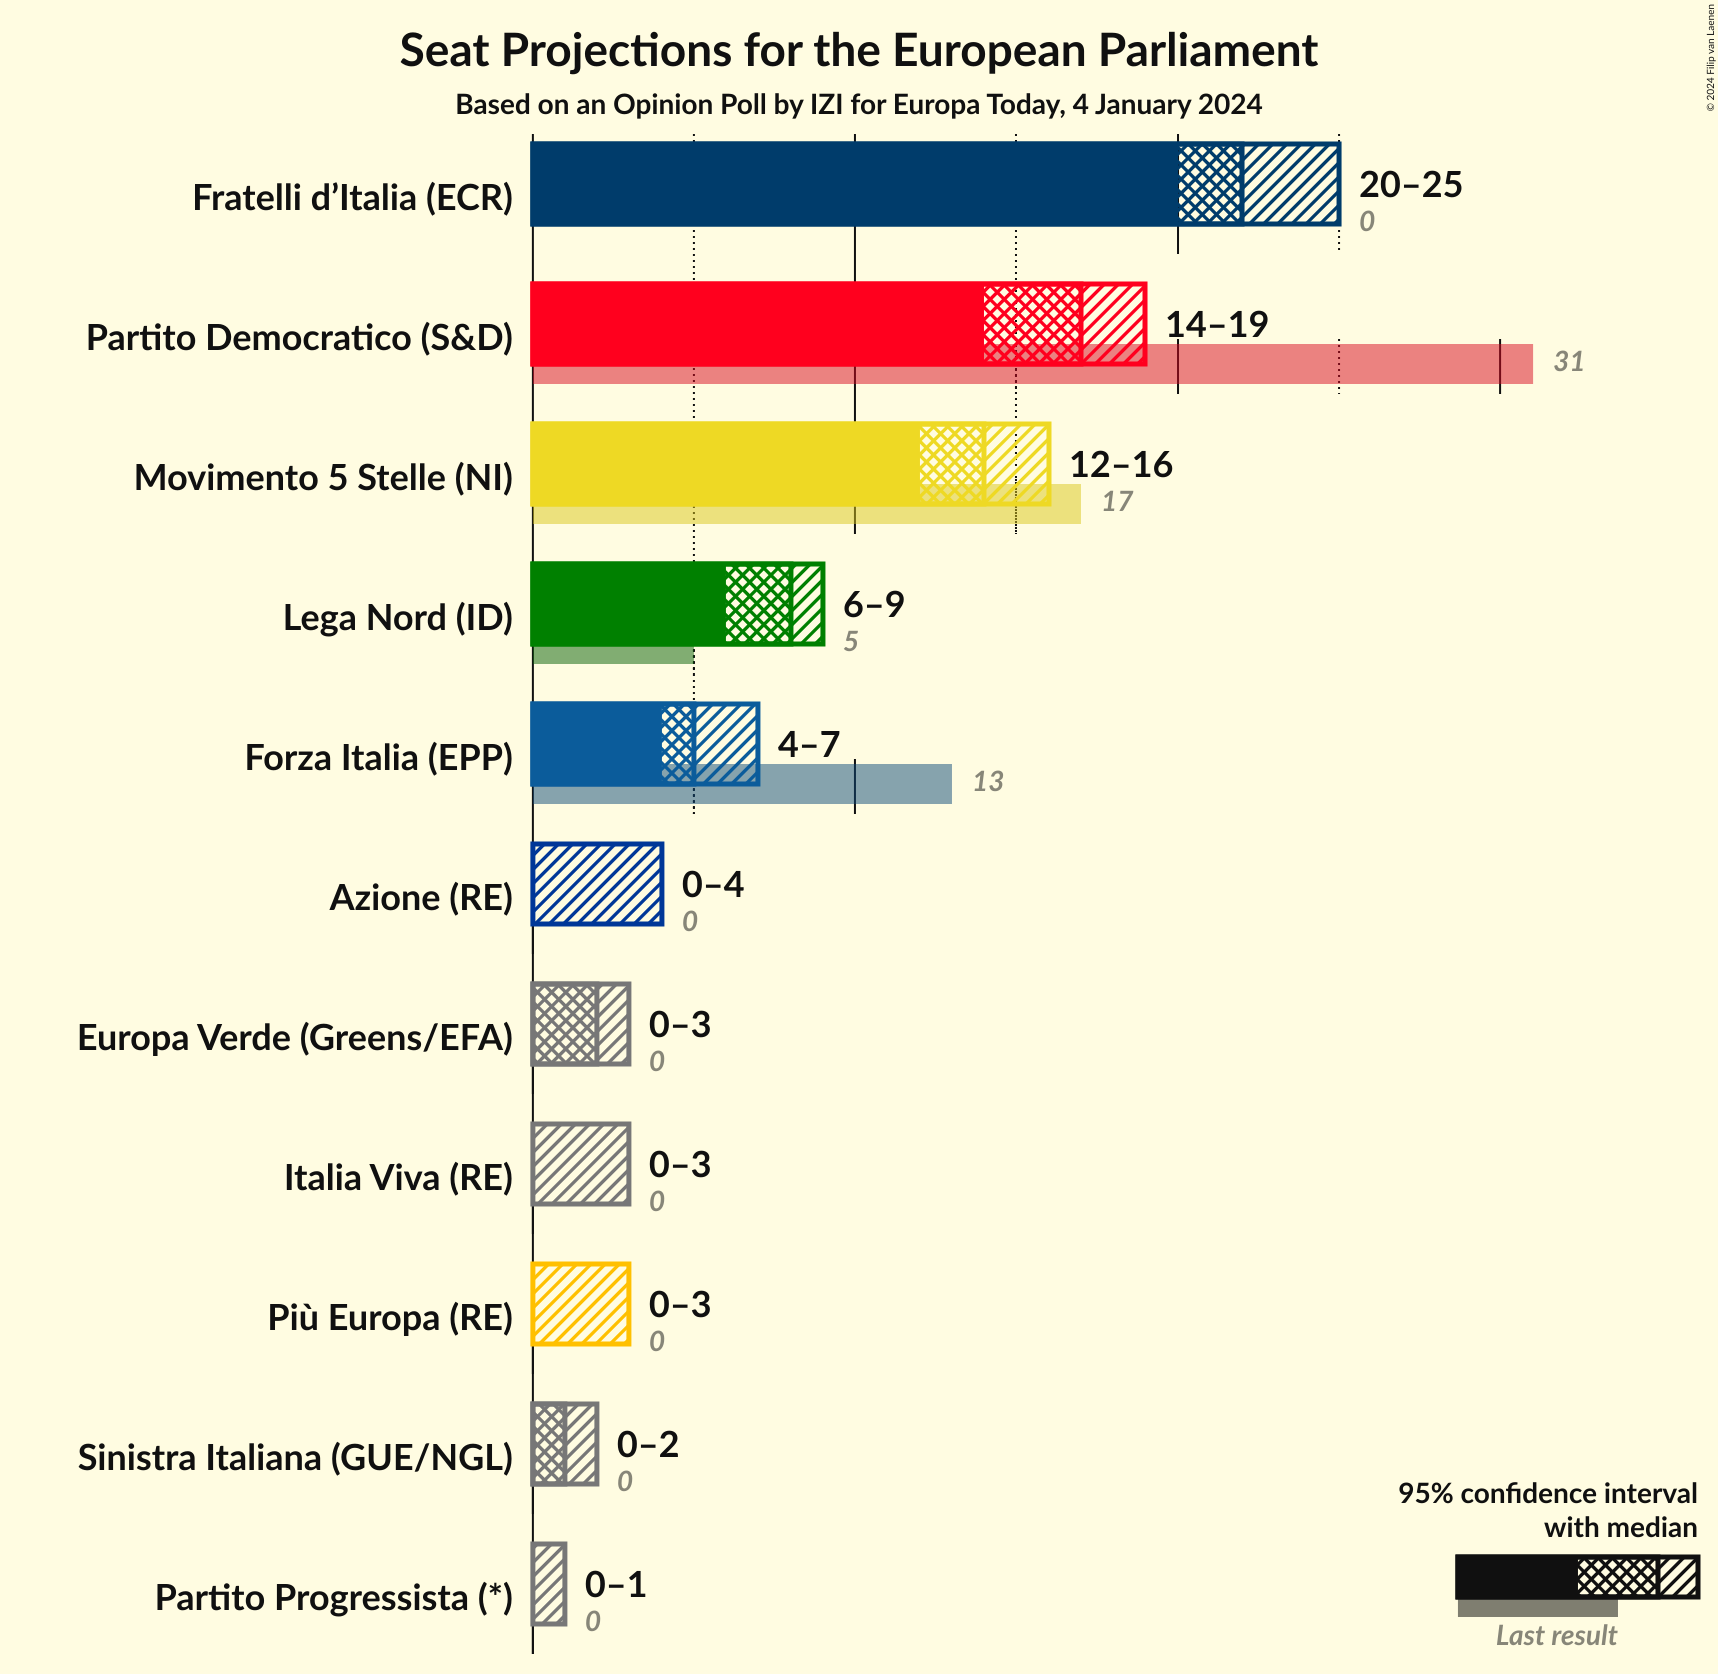 Seat Projections for the European Parliament
Based on an Opinion Poll by IZI for Europa Today, 4 January 2024
© 2024 Filip van Laenen
Fratelli d’Italia (ECR)
20–25
0
Partito Democratico (S&D)
14–19
31
Movimento 5 Stelle (NI)
12–16
17
Lega Nord (ID)
6–9
5
Forza Italia (EPP)
4–7
13
Azione (RE)
0–4
0
Europa Verde (Greens/EFA)
0–3
0
Italia Viva (RE)
0–3
0
Più Europa (RE)
0–3
0
Sinistra Italiana (GUE/NGL)
0–2
0
Partito Progressista (*)
0–1
0
95% confidence interval
with median
Last result